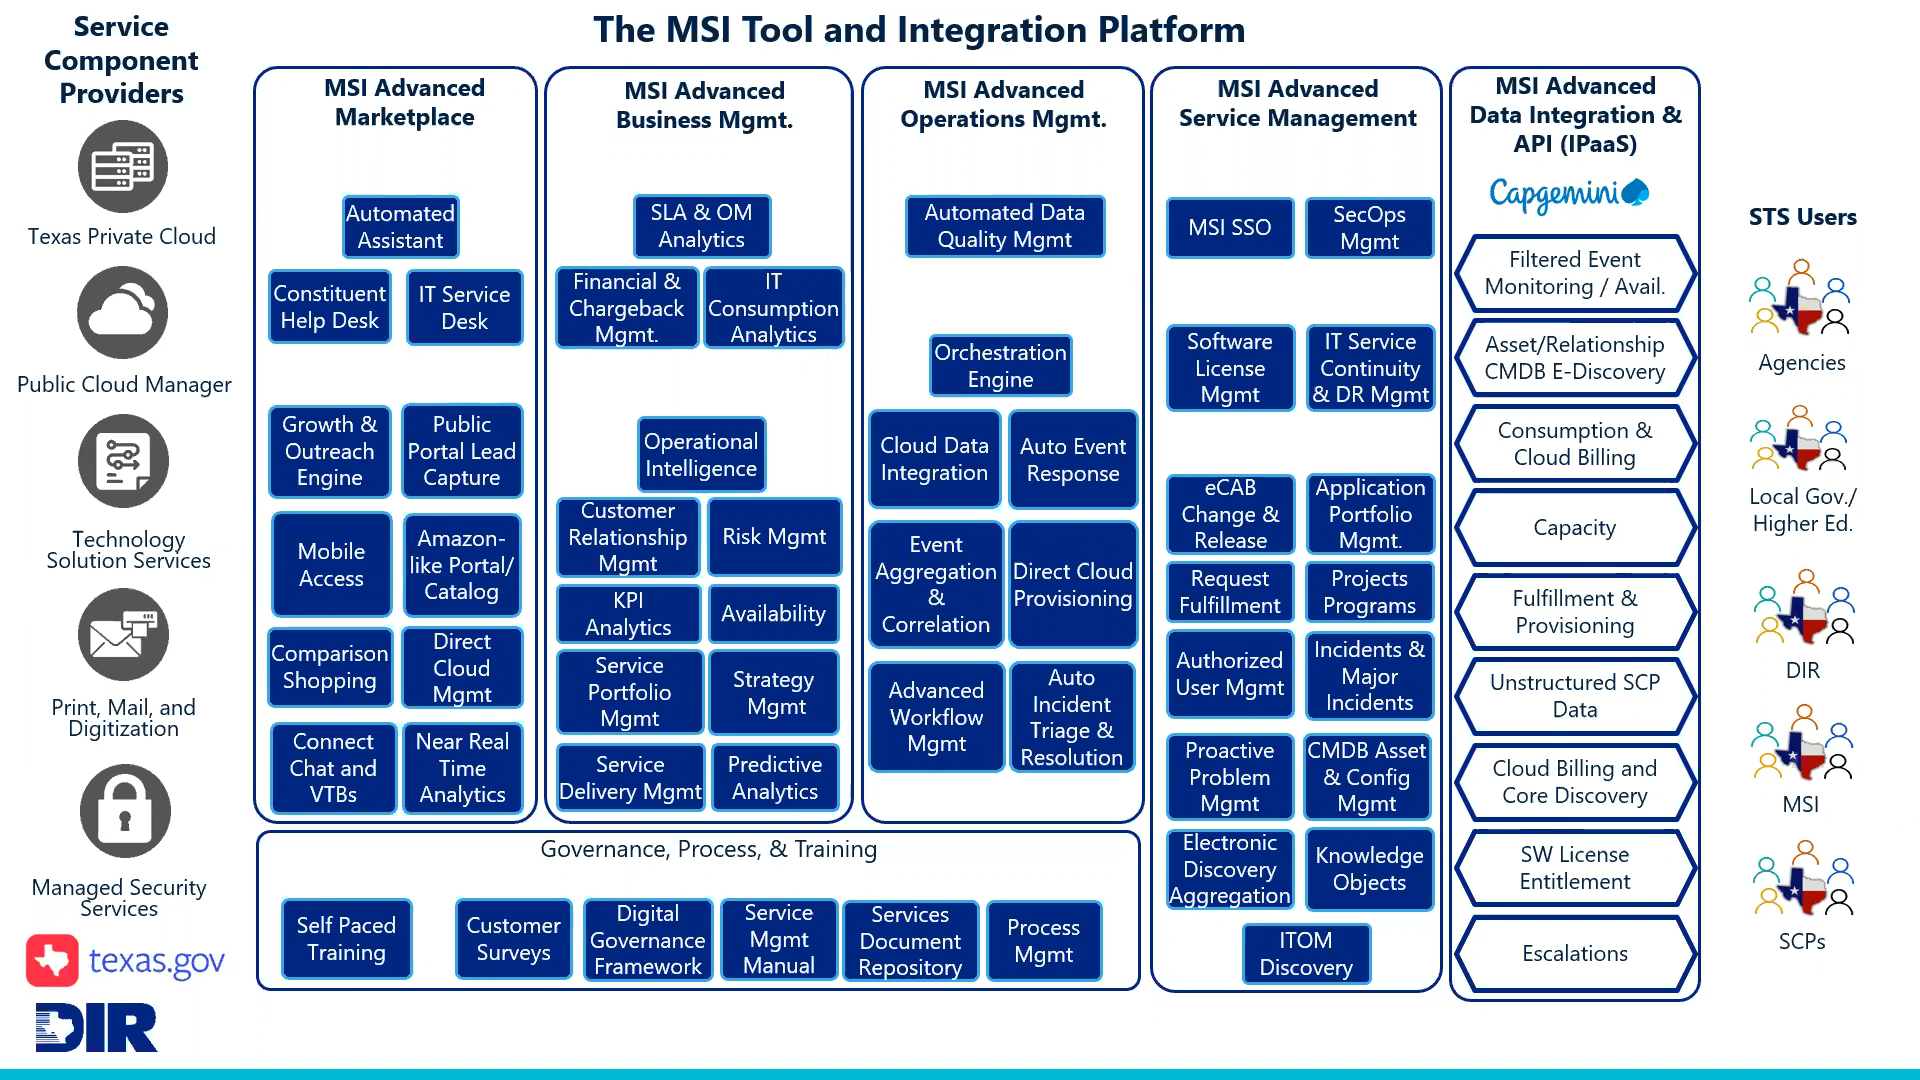 The MSI Tool and Integration Platform
Service
Component
Providers
Texas Private Cloud
Public Cloud Manager
Technology
Solution Services
Print, Mail, and
Digitization
Managed Security
Services
texas.gov
DIR
MSI Advanced
Marketplace
Automated
Assistant
Constituent
Help Desk
IT Service
Desk
Growth &
Outreach
Engine
Public
Portal Lead
Capture
Mobile
Access
Amazon-
like Portal/
Catalog
Comparison
Shopping
Direct
Cloud
Mgmt
Connect
Chat and
VTBs
Near Real
Time
Analytics
MSI Advanced
Business Mgmt.
SLA & OM
Analytics
Financial &
Chargeback
Mgmt.
IT
Consumption
Analytics
Operational
Intelligence
Customer
Relationship
Mgmt
Risk Mgmt
KPI
Analytics
Availability
Service
Portfolio
Mgmt
Strategy
Mgmt
Service
Delivery Mgmt
Predictive
Analytics
MSI Advanced
Operations Mgmt.
Automated Data
Quality Mgmt
Orchestration
Engine
Cloud Data
Integration
Auto Event
Response
Event
Aggregation
&
Correlation
Direct Cloud
Provisioning
Advanced
Workflow
Mgmt
Auto
Incident
Triage &
Resolution
Governance, Process, & Training
Self Paced
Training
Customer
Surveys
Digital
Governance
Framework
Service
Mgmt
Manual
Services
Document
Repository
Process
Mgmt
MSI Advanced
Service Management
MSI SSO
SecOps
Mgmt
Software
License
Mgmt
IT Service
Continuity
& DR Mgmt
eCAB
Change &
Release
Application
Portfolio
Mgmt.
Request
Fulfillment
Projects
Programs
Authorized
User Mgmt
Incidents &
Major
Incidents
Proactive
Problem
Mgmt
CMDB Asset
& Config
Mgmt
Electronic
Discovery
Aggregation
Knowledge
Objects
ITOM
Discovery
MSI Advanced
Data Integration &
API (IPaaS)
Capgemini
Filtered Event
Monitoring / Avail.
Asset/Relationship
CMDB E-Discovery
Consumption &
Cloud Billing
Capacity
Fulfillment &
Provisioning
Unstructured SCP
Data
Cloud Billing and
Core Discovery
SW License
Entitlement
Escalations
STS Users
Agencies
Local Gov./
Higher Ed.
DIR
MSI
SCPs